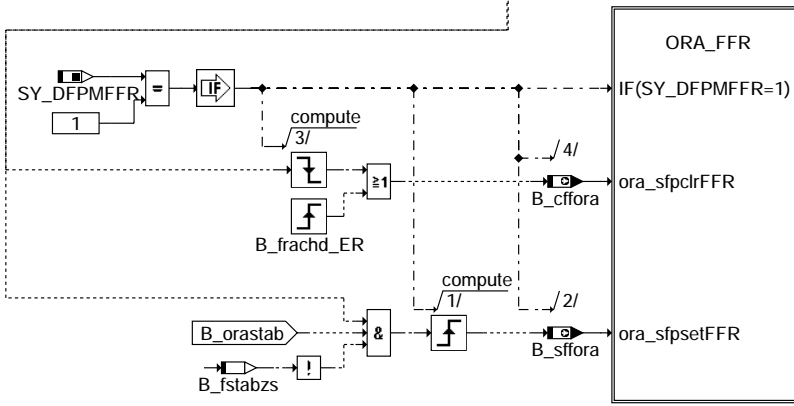 ORA_FFR
SY_DFPMFFR
=
IF
IF(SY_DFPMFFR=1)
1
compute
3/
4/
≧1
ora_sfpclrFFR
B_cffora
B_frachd_ER
compute
1/
2/
B_orastab
&
ora_sfpsetFFR
B_sffora
B_fstabzs
!